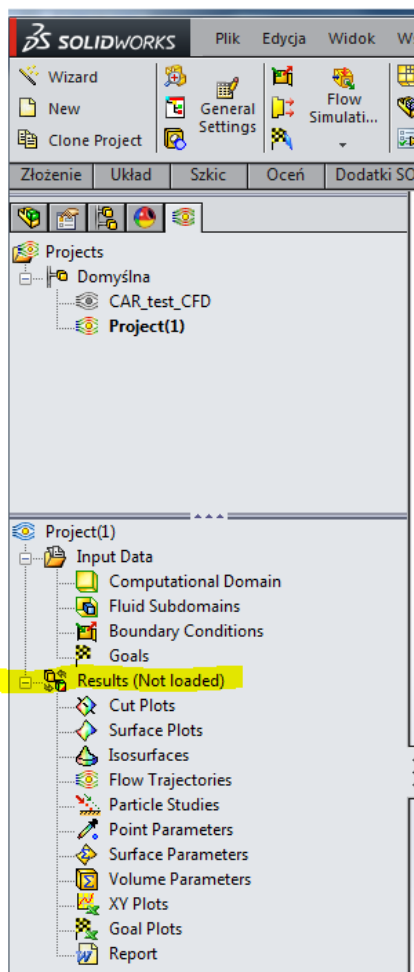 SOLIDWORKS Plik Edycja Widok
Wizard
New
Clone Project
General Settings
Flow Simulati...
Złożenie Układ Szkic Oceń Dodatki SO
Projects
Domyślna
CAR_test_CFD
Project(1)
Project(1)
Input Data
Computational Domain
Fluid Subdomains
Boundary Conditions
Goals
Results (Not loaded)
Cut Plots
Surface Plots
Isosurfaces
Flow Trajectories
Particle Studies
Point Parameters
Surface Parameters
Volume Parameters
XY Plots
Goal Plots
Report